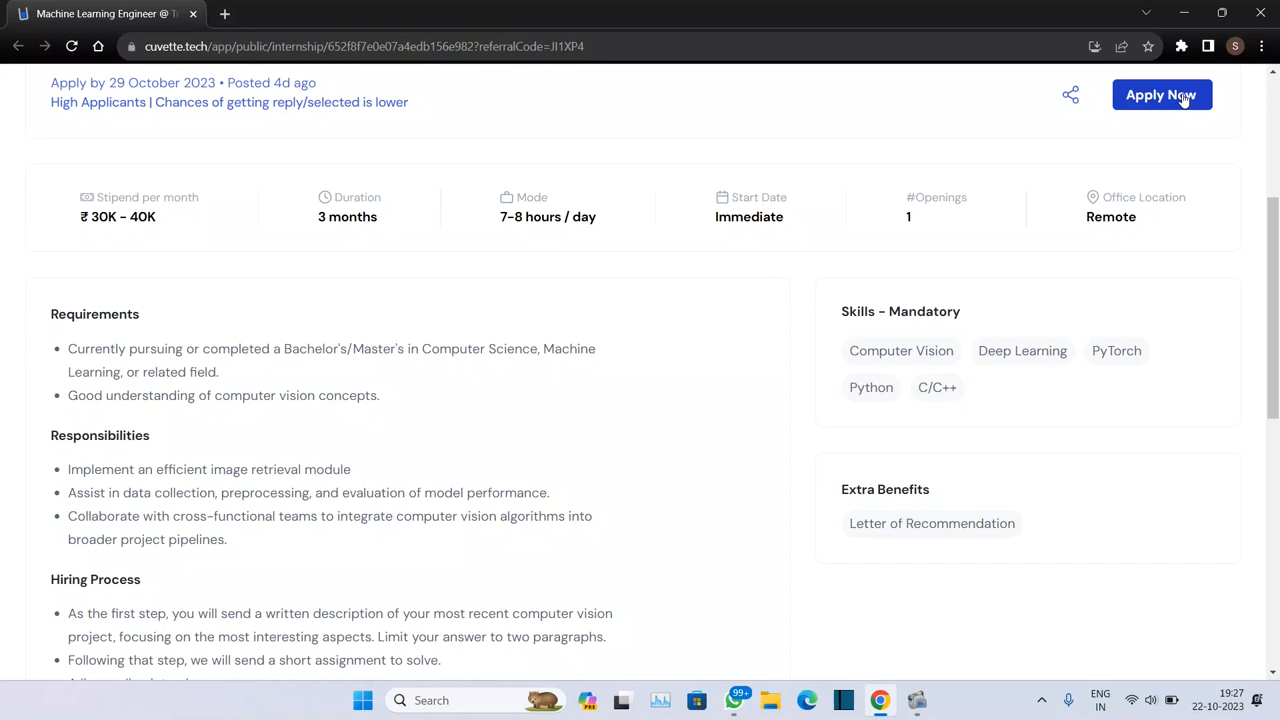 Machine Learning Engineer @ T
cuvette.tech/app/public/internship/652f8f7e0e07a4edb156e982?referralCode=JI1XP4
S
Apply by 29 October 2023 • Posted 4d ago
High Applicants | Chances of getting reply/selected is lower
Apply Now
Stipend per month
₹ 30K - 40K
Duration
3 months
Mode
7-8 hours / day
Start Date
Immediate
#Openings
1
Office Location
Remote
Requirements
• Currently pursuing or completed a Bachelor's/Master's in Computer Science, Machine
Learning, or related field.
• Good understanding of computer vision concepts.
Responsibilities
• Implement an efficient image retrieval module
• Assist in data collection, preprocessing, and evaluation of model performance.
• Collaborate with cross-functional teams to integrate computer vision algorithms into
broader project pipelines.
Hiring Process
• As the first step, you will send a written description of your most recent computer vision
project, focusing on the most interesting aspects. Limit your answer to two paragraphs.
• Following that step, we will send a short assignment to solve.
Skills - Mandatory
Computer Vision
Deep Learning
PyTorch
Python
C/C++
Extra Benefits
Letter of Recommendation
Search
PRE
99+
ENG
IN
19:27
22-10-2023